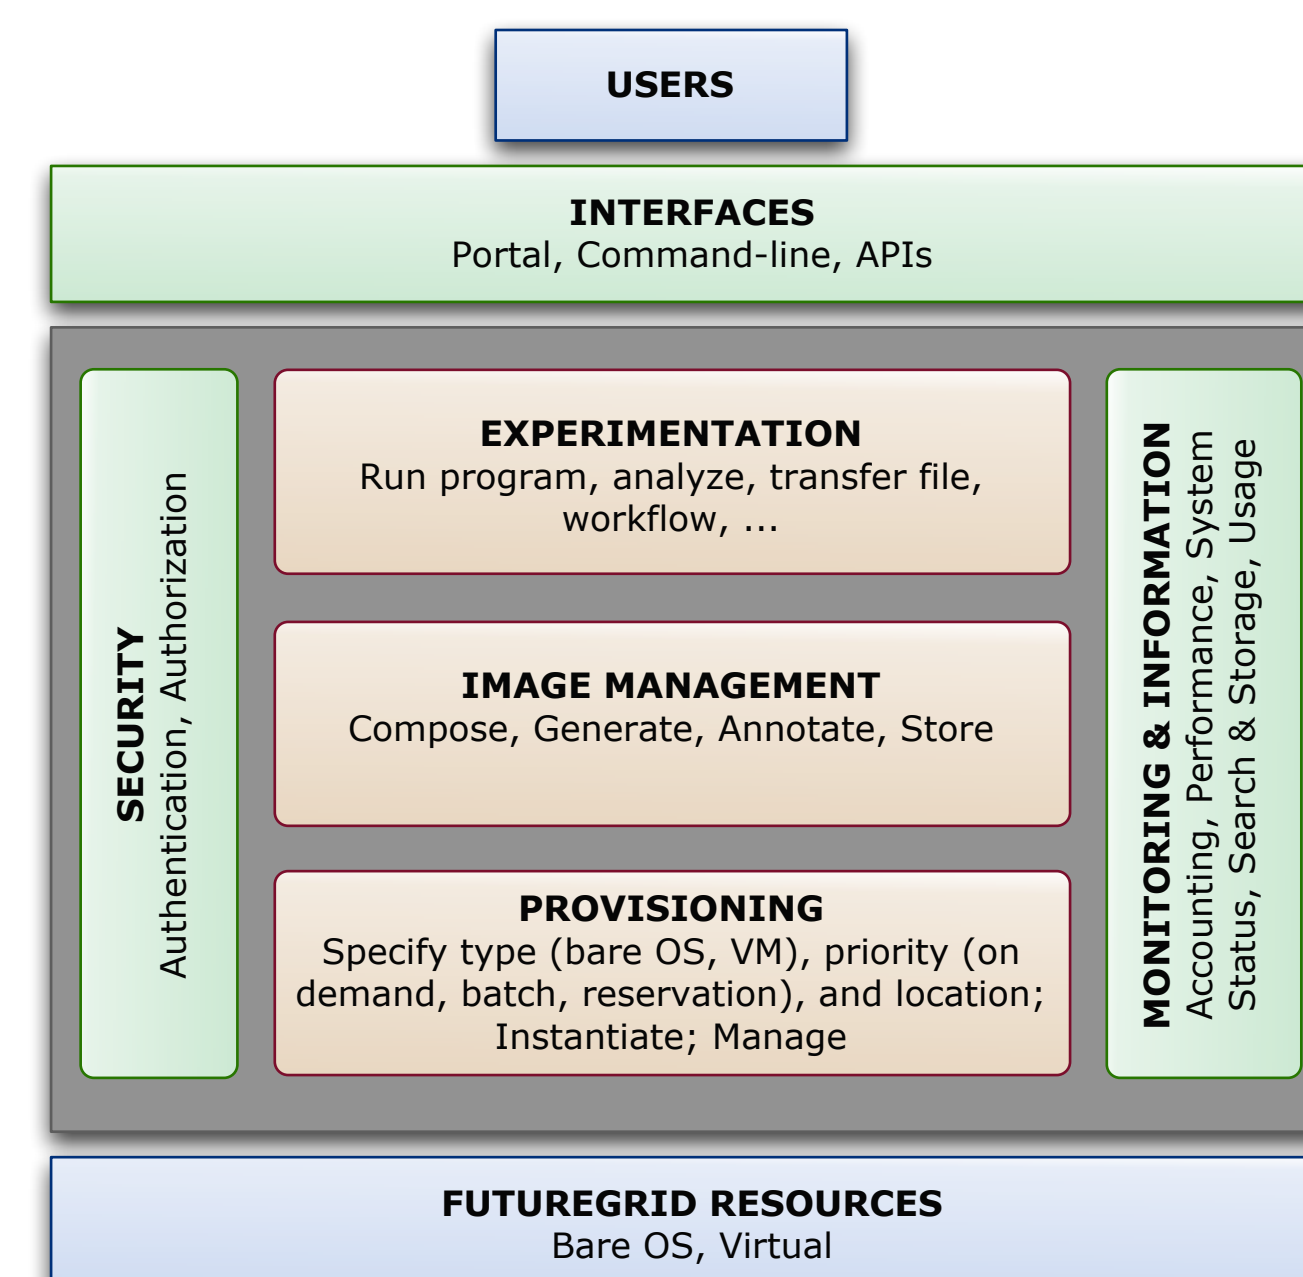 USERS
INTERFACES
Portal, Command-line, APIs
SECURITY
Authentication, Authorization
EXPERIMENTATION
Run program, analyze, transfer file,
workflow, ...
IMAGE MANAGEMENT
Compose, Generate, Annotate, Store
PROVISIONING
Specify type (bare OS, VM), priority (on
demand, batch, reservation), and location;
Instantiate; Manage
MONITORING & INFORMATION
Accounting, Performance, System
Status, Search & Storage, Usage
FUTUREGRID RESOURCES
Bare OS, Virtual